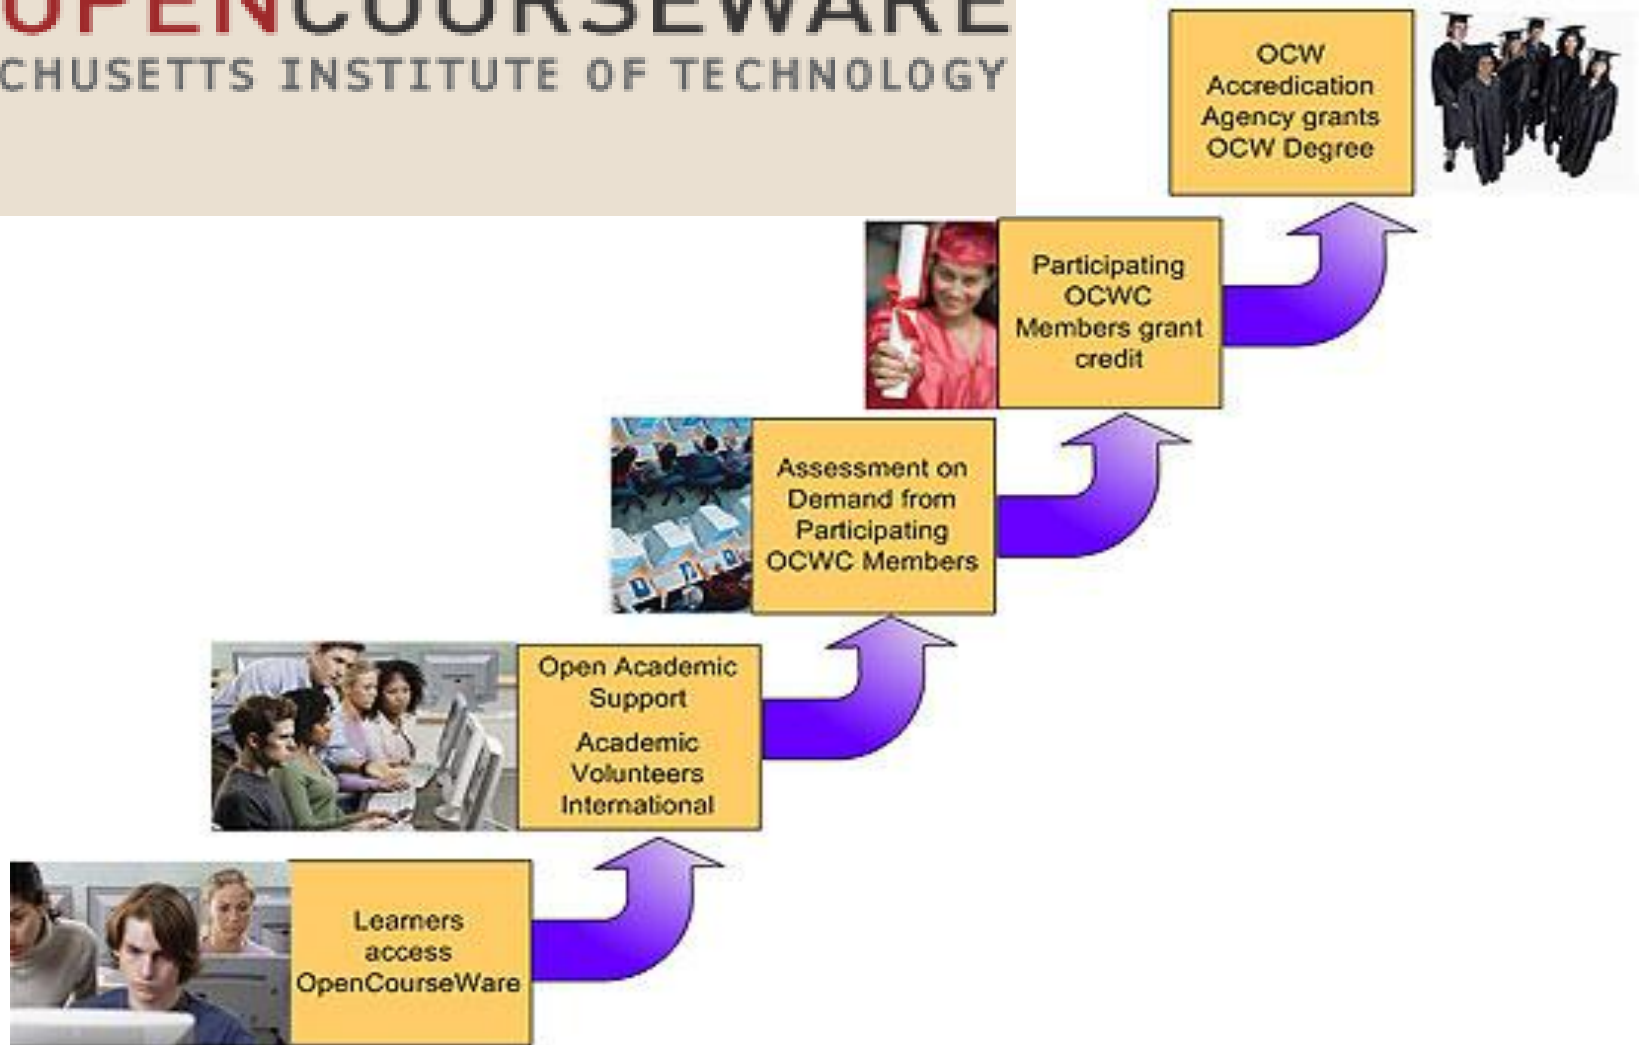 OPENCOURSEWARE
CHUSETTS INSTITUTE OF TECHNOLOGY
OCW
Accredication
Agency grants
OCW Degree
Participating
OCWC
Members grant
credit
Assessment on
Demand from
Participating
OCWC Members
Open Academic
Support
Academic
Volunteers
International
Learners
access
OpenCourseWare